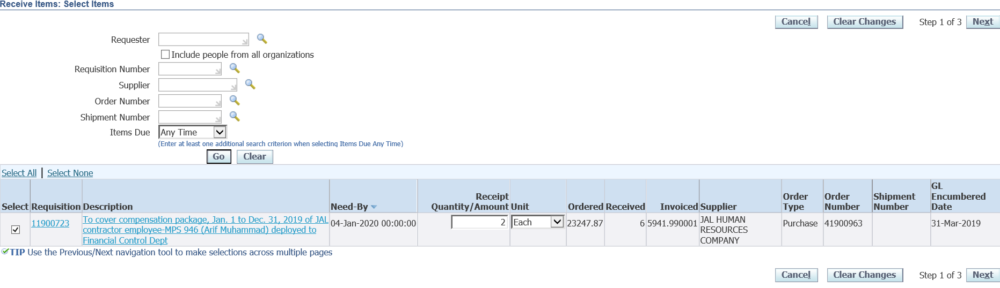 Receive Items: Select Items
Cancel Clear Changes Step 1 of 3 Next
Requester
Include people from all organizations
Requisition Number
Supplier
Order Number
Shipment Number
Items Due Any Time
(Enter at least one additional search criterion when selecting Items Due Any Time)
Go Clear
Select All | Select None
Select Requisition Description Need-By Receipt Quantity/Amount Unit Ordered Received Invoiced Supplier Order Type Order Number Shipment Number GL Encumbered Date
11900723 To cover compensation package, Jan. 1 to Dec. 31, 2019 of JAL contractor employee-MPS 946 (Arif Muhammad) deployed to Financial Control Dept 04-Jan-2020 00:00:00 2 Each 23247.87 6 5941.990001 JAL HUMAN RESOURCES COMPANY Purchase 41900963 31-Mar-2019
TIP Use the Previous/Next navigation tool to make selections across multiple pages
Cancel Clear Changes Step 1 of 3 Next